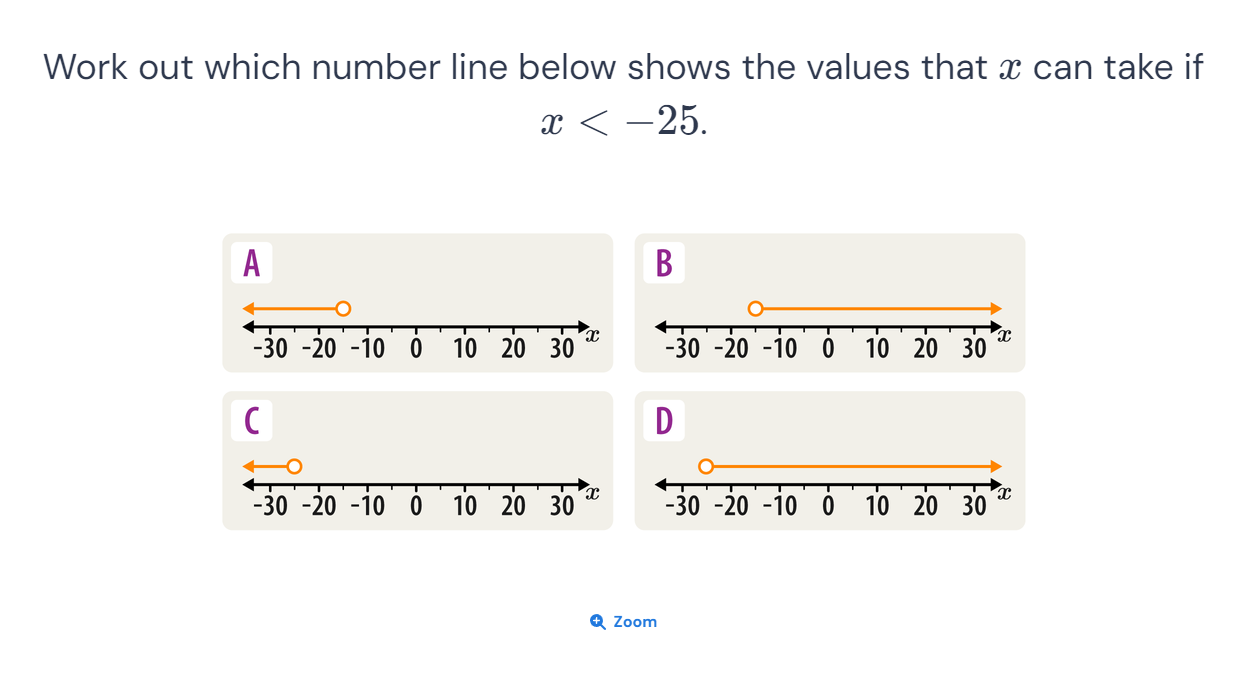 Work out which number line below shows the values that x can take if
x < −25.
A
B
-30 -20 -10 0 10 20 30 x
-30 -20 -10 0 10 20 30 x
C
D
-30 -20 -10 0 10 20 30 x
-30 -20 -10 0 10 20 30 x
Zoom